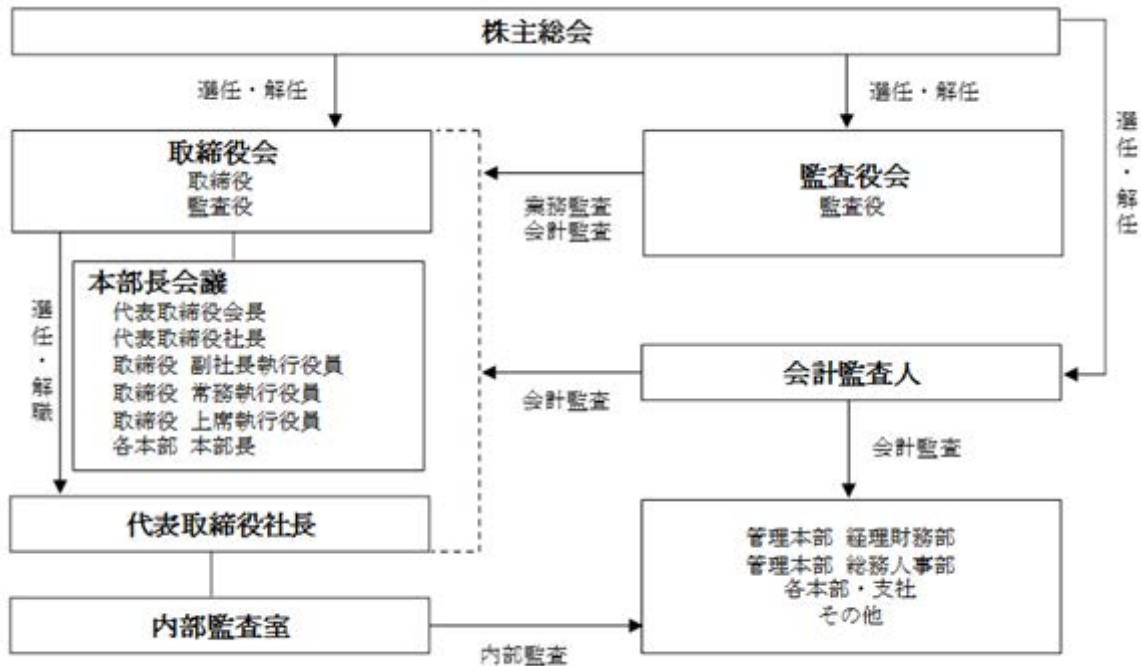 株主総会
選任・解任
選任・解任
選任・解任
取締役会
取締役
監査役
監査役会
監査役
業務監査
会計監査
本部長会議
代表取締役会長
代表取締役社長
取締役 副社長執行役員
取締役 常務執行役員
取締役 上席執行役員
各本部 本部長
選任・解職
会計監査人
会計監査
会計監査
代表取締役社長
管理本部 経理財務部
管理本部 総務人事部
各本部・支社
その他
内部監査室
内部監査